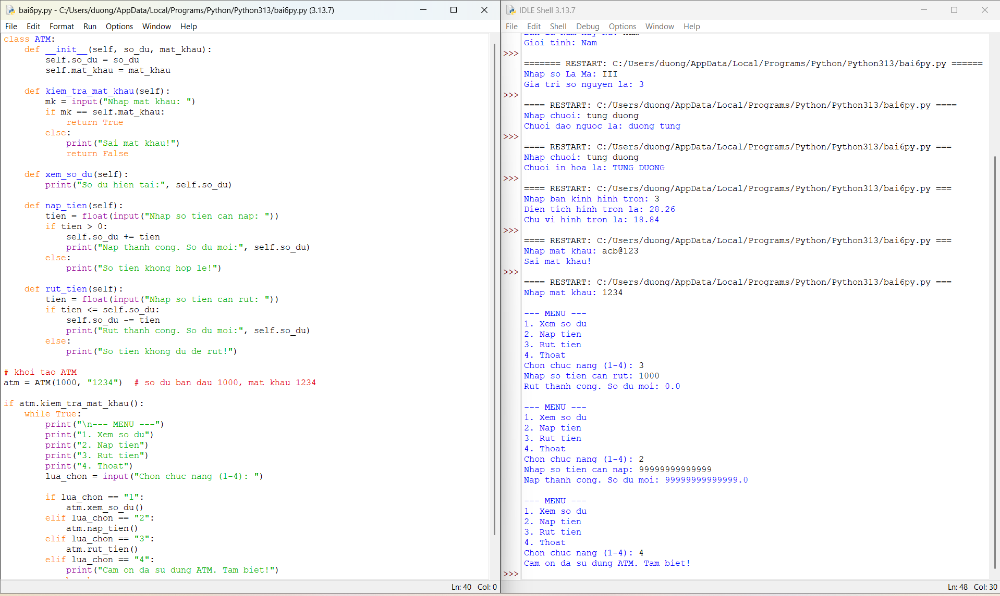 bai6py.py - C:/Users/duong/AppData/Local/Programs/Python/Python313/bai6py.py (3.13.7)
File Edit Format Run Options Window Help
class ATM:
    def __init__(self, so_du, mat_khau):
        self.so_du = so_du
        self.mat_khau = mat_khau

    def kiem_tra_mat_khau(self):
        mk = input("Nhap mat khau: ")
        if mk == self.mat_khau:
            return True
        else:
            print("Sai mat khau!")
            return False

    def xem_so_du(self):
        print("So du hien tai:", self.so_du)

    def nap_tien(self):
        tien = float(input("Nhap so tien can nap: "))
        if tien > 0:
            self.so_du += tien
            print("Nap thanh cong. So du moi:", self.so_du)
        else:
            print("So tien khong hop le!")

    def rut_tien(self):
        tien = float(input("Nhap so tien can rut: "))
        if tien <= self.so_du:
            self.so_du -= tien
            print("Rut thanh cong. So du moi:", self.so_du)
        else:
            print("So tien khong du de rut!")

# khoi tao ATM
atm = ATM(1000, "1234")  # so du ban dau 1000, mat khau 1234

if atm.kiem_tra_mat_khau():
    while True:
        print("\n--- MENU ---")
        print("1. Xem so du")
        print("2. Nap tien")
        print("3. Rut tien")
        print("4. Thoat")
        lua_chon = input("Chon chuc nang (1-4): ")

        if lua_chon == "1":
            atm.xem_so_du()
        elif lua_chon == "2":
            atm.nap_tien()
        elif lua_chon == "3":
            atm.rut_tien()
        elif lua_chon == "4":
            print("Cam on da su dung ATM. Tam biet!")
Ln: 40 Col: 0
IDLE Shell 3.13.7
File Edit Shell Debug Options Window Help
Gioi tinh: Nam
>>>
======= RESTART: C:/Users/duong/AppData/Local/Programs/Python/Python313/bai6py.py ======
Nhap so La Ma: III
Gia tri so nguyen la: 3
>>>
==== RESTART: C:/Users/duong/AppData/Local/Programs/Python/Python313/bai6py.py ====
Nhap chuoi: tung duong
Chuoi dao nguoc la: duong tung
>>>
==== RESTART: C:/Users/duong/AppData/Local/Programs/Python/Python313/bai6py.py ===
Nhap chuoi: tung duong
Chuoi in hoa la: TUNG DUONG
>>>
==== RESTART: C:/Users/duong/AppData/Local/Programs/Python/Python313/bai6py.py ===
Nhap ban kinh hinh tron: 3
Dien tich hinh tron la: 28.26
Chu vi hinh tron la: 18.84
>>>
==== RESTART: C:/Users/duong/AppData/Local/Programs/Python/Python313/bai6py.py ===
Nhap mat khau: acb@123
Sai mat khau!
>>>
==== RESTART: C:/Users/duong/AppData/Local/Programs/Python/Python313/bai6py.py ===
Nhap mat khau: 1234

--- MENU ---
1. Xem so du
2. Nap tien
3. Rut tien
4. Thoat
Chon chuc nang (1-4): 3
Nhap so tien can rut: 1000
Rut thanh cong. So du moi: 0.0

--- MENU ---
1. Xem so du
2. Nap tien
3. Rut tien
4. Thoat
Chon chuc nang (1-4): 2
Nhap so tien can nap: 99999999999999
Nap thanh cong. So du moi: 99999999999999.0

--- MENU ---
1. Xem so du
2. Nap tien
3. Rut tien
4. Thoat
Chon chuc nang (1-4): 4
Cam on da su dung ATM. Tam biet!
>>>
Ln: 48 Col: 30